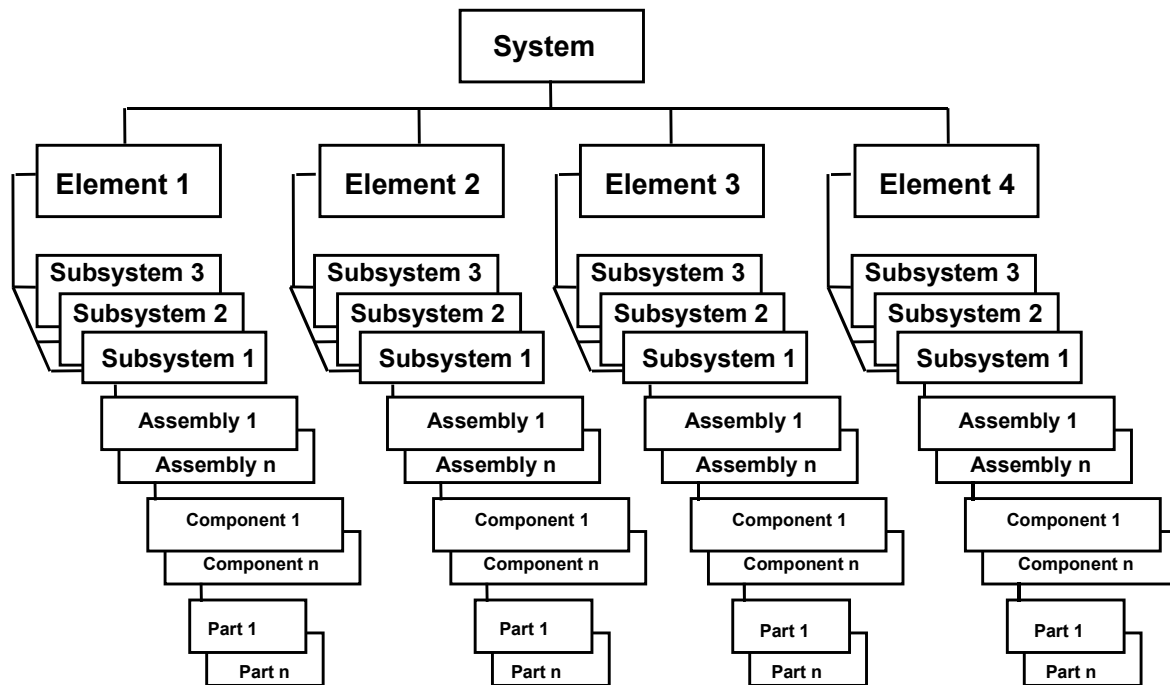 System
Element 1
Element 2
Element 3
Element 4
Subsystem 3
Subsystem 3
Subsystem 3
Subsystem 3
Subsystem 2
Subsystem 2
Subsystem 2
Subsystem 2
Subsystem 1
Subsystem 1
Subsystem 1
Subsystem 1
Assembly 1
Assembly 1
Assembly 1
Assembly 1
Assembly n
Assembly n
Assembly n
Assembly n
Component 1
Component 1
Component 1
Component 1
Component n
Component n
Component n
Component n
Part 1
Part 1
Part 1
Part 1
Part n
Part n
Part n
Part n